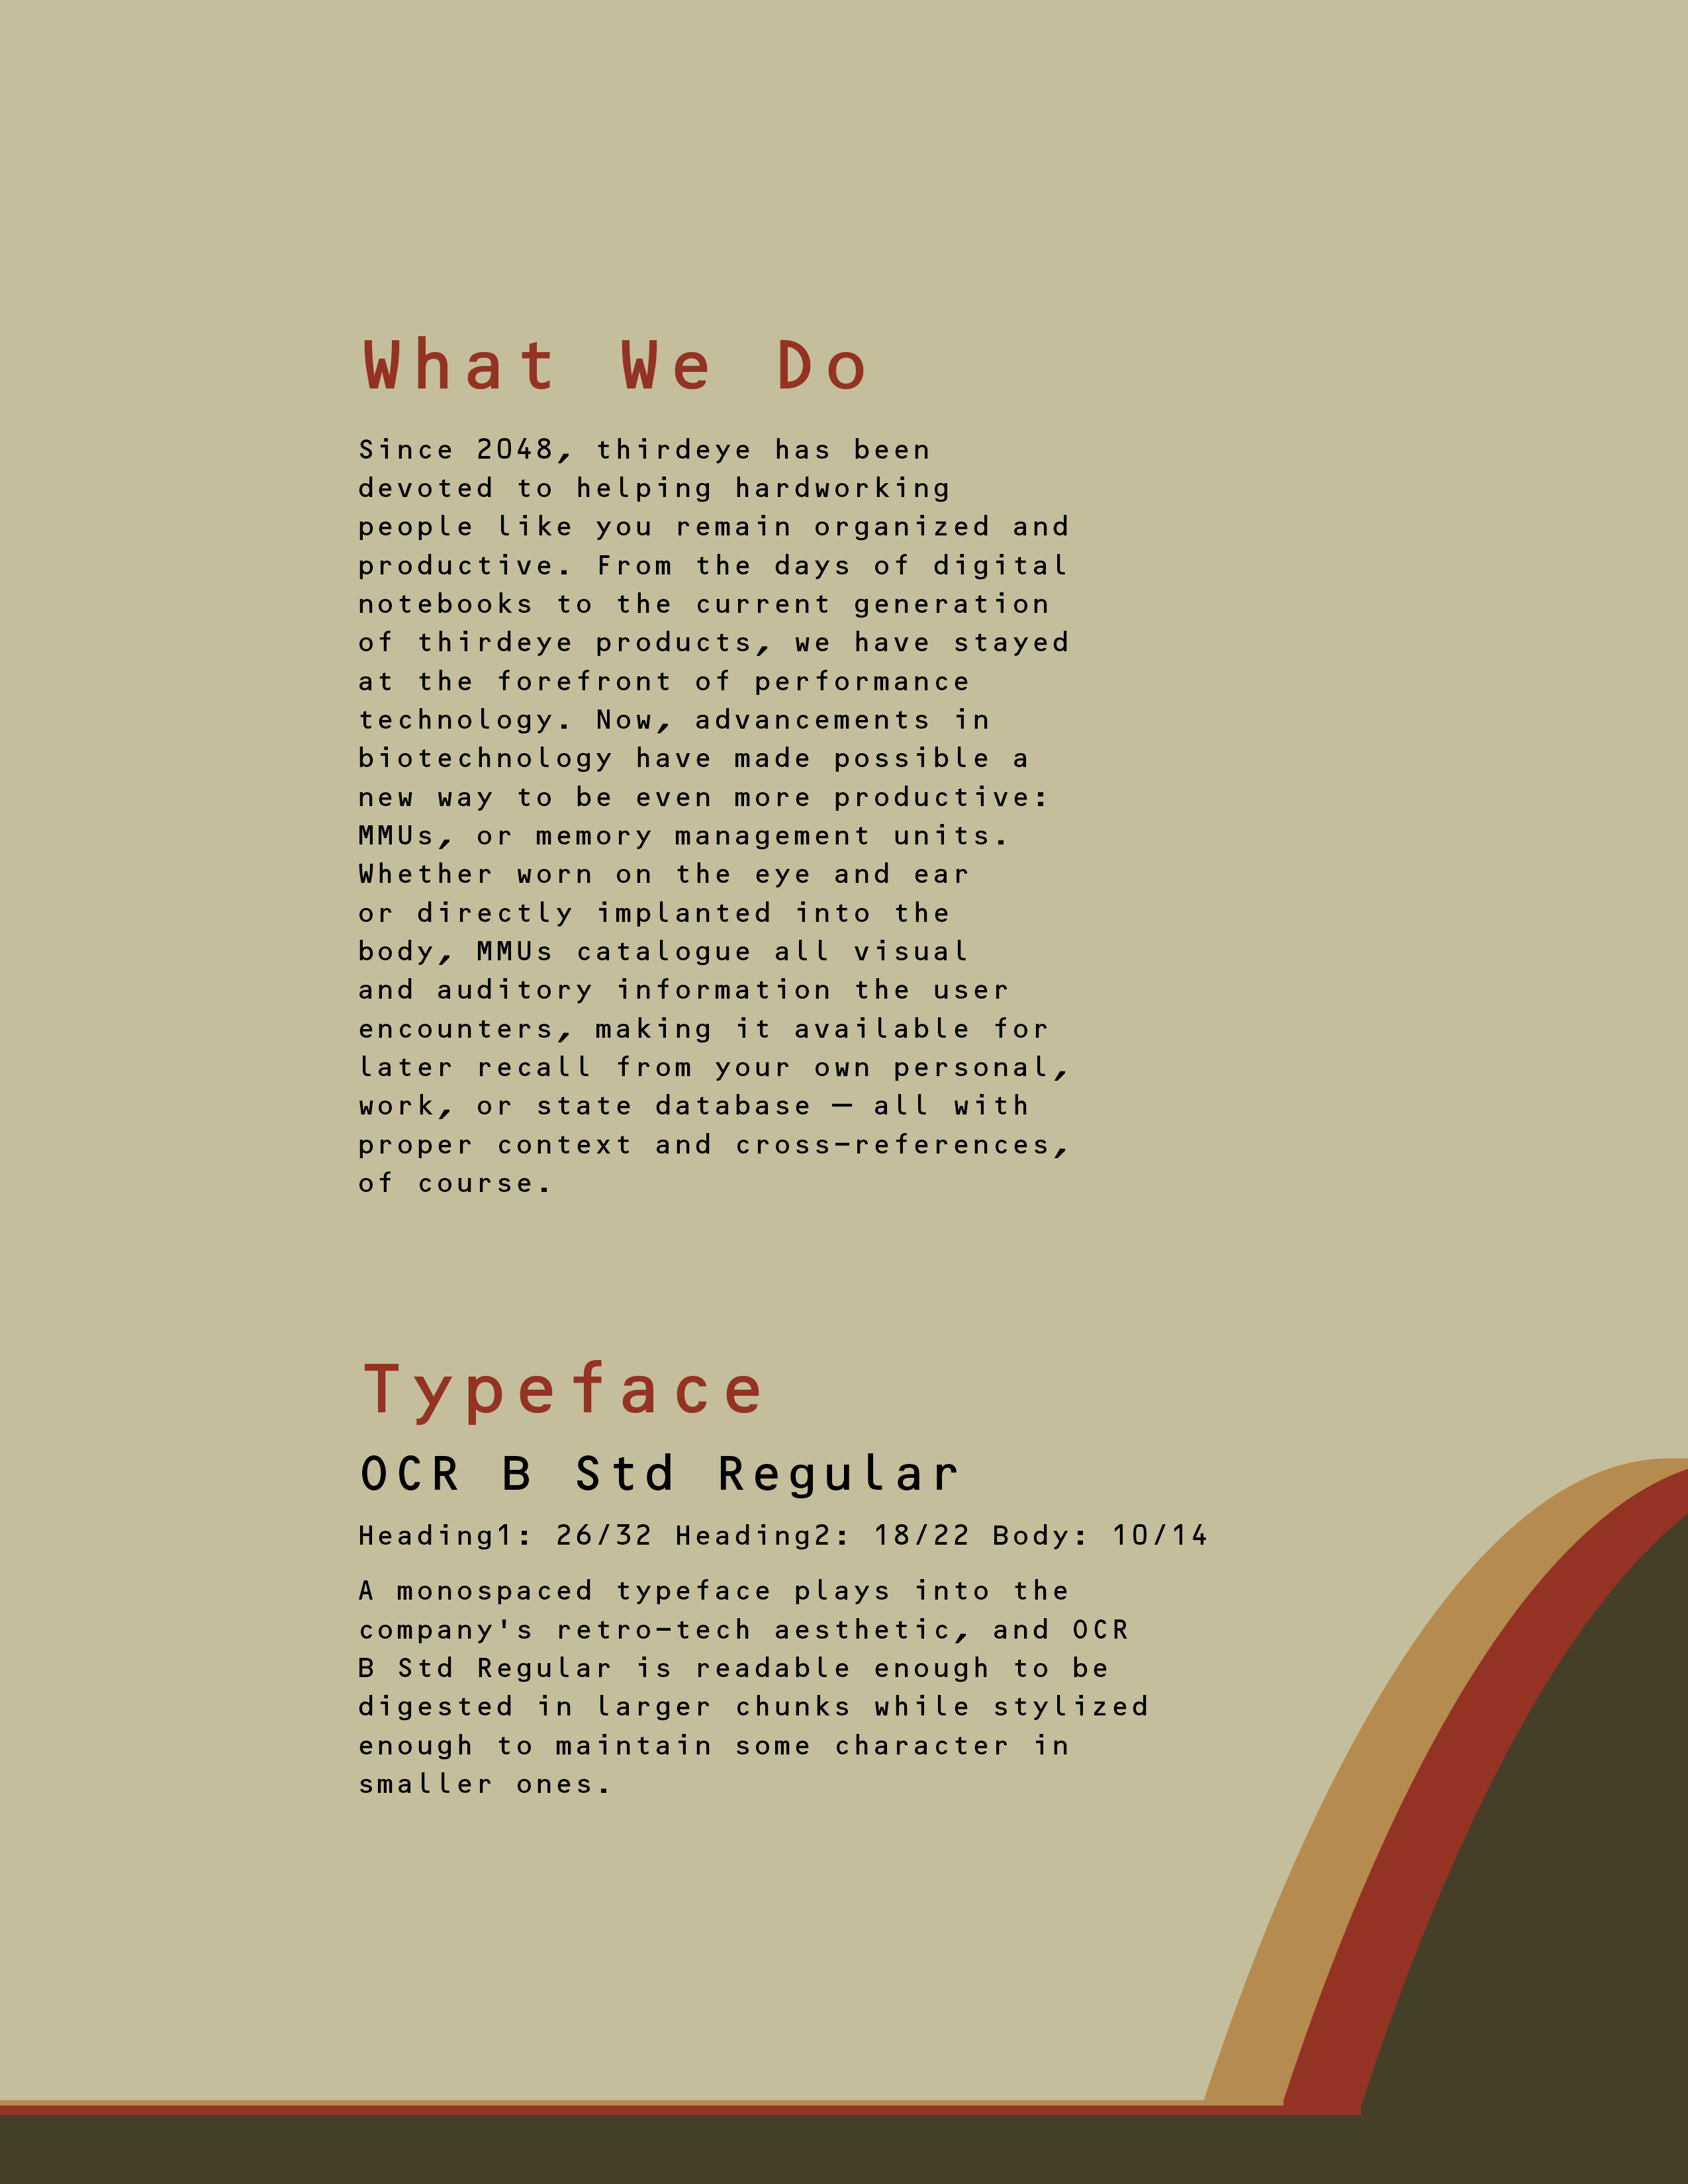 What We Do
Since 2048, thirdeye has been
devoted to helping hardworking
people like you remain organized and
productive. From the days of digital
notebooks to the current generation
of thirdeye products, we have stayed
at the forefront of performance
technology. Now, advancements in
biotechnology have made possible a
new way to be even more productive:
MMUs, or memory management units.
Whether worn on the eye and ear
or directly implanted into the
body, MMUs catalogue all visual
and auditory information the user
encounters, making it available for
later recall from your own personal,
work, or state database — all with
proper context and cross-references,
of course.
Typeface
OCR B Std Regular
Heading1: 26/32 Heading2: 18/22 Body: 10/14
A monospaced typeface plays into the
company's retro-tech aesthetic, and OCR
B Std Regular is readable enough to be
digested in larger chunks while stylized
enough to maintain some character in
smaller ones.